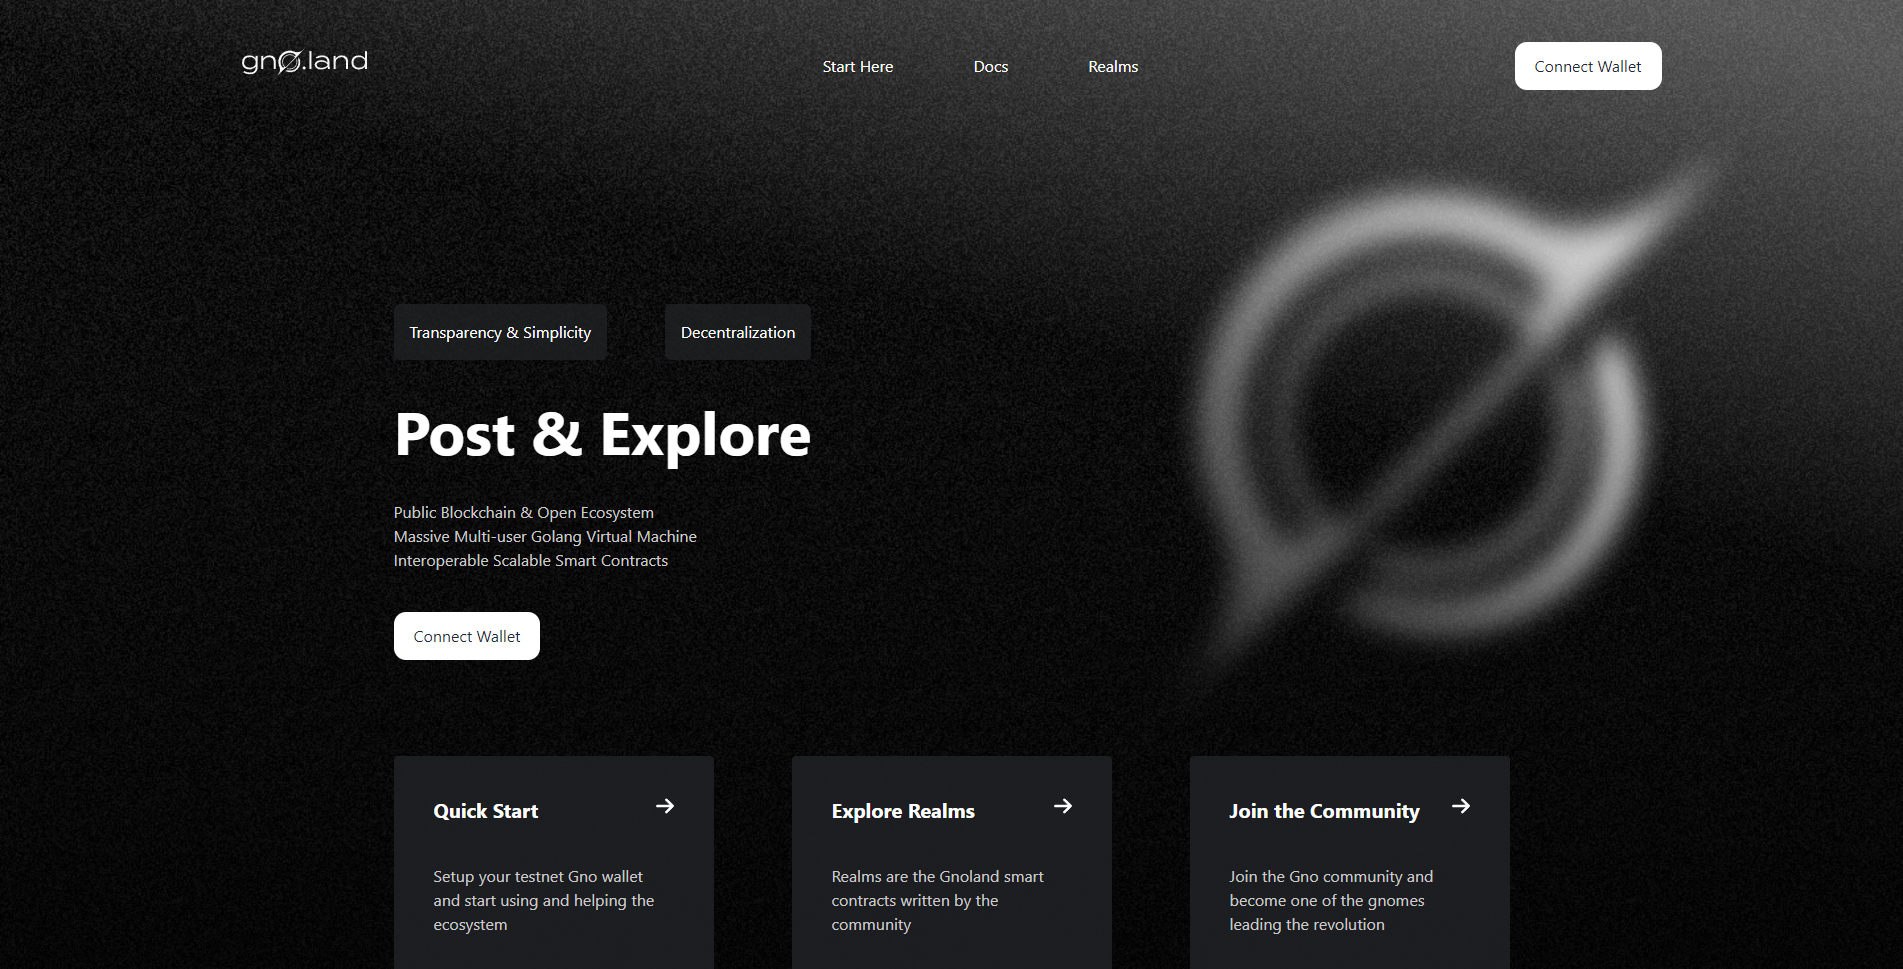 gnø.land
Start Here
Docs
Realms
Connect Wallet
Transparency & Simplicity
Decentralization
Post & Explore
Public Blockchain & Open Ecosystem
Massive Multi-user Golang Virtual Machine
Interoperable Scalable Smart Contracts
Connect Wallet
Quick Start
Setup your testnet Gno wallet
and start using and helping the
ecosystem
Explore Realms
Realms are the Gnoland smart
contracts written by the
community
Join the Community
Join the Gno community and
become one of the gnomes
leading the revolution